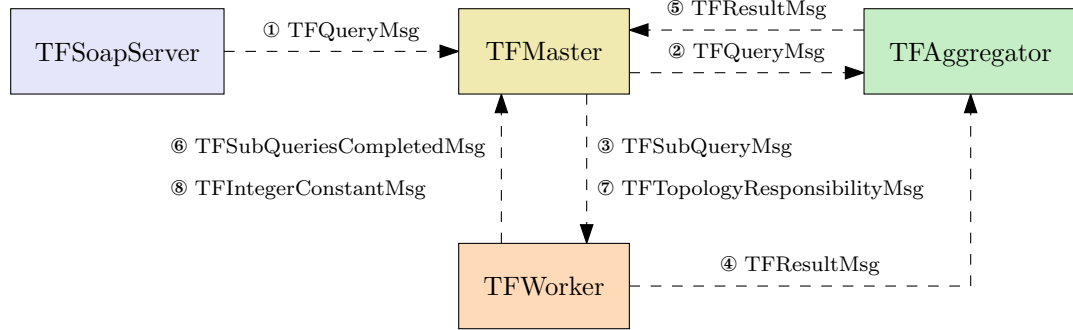 ⑤ TFResultMsg
TFSoapServer
① TFQueryMsg
TFMaster
② TFQueryMsg
TFAggregator
⑥ TFSubQueriesCompletedMsg
③ TFSubQueryMsg
⑧ TFIntegerConstantMsg
⑦ TFTopologyResponsibilityMsg
TFWorker
④ TFResultMsg